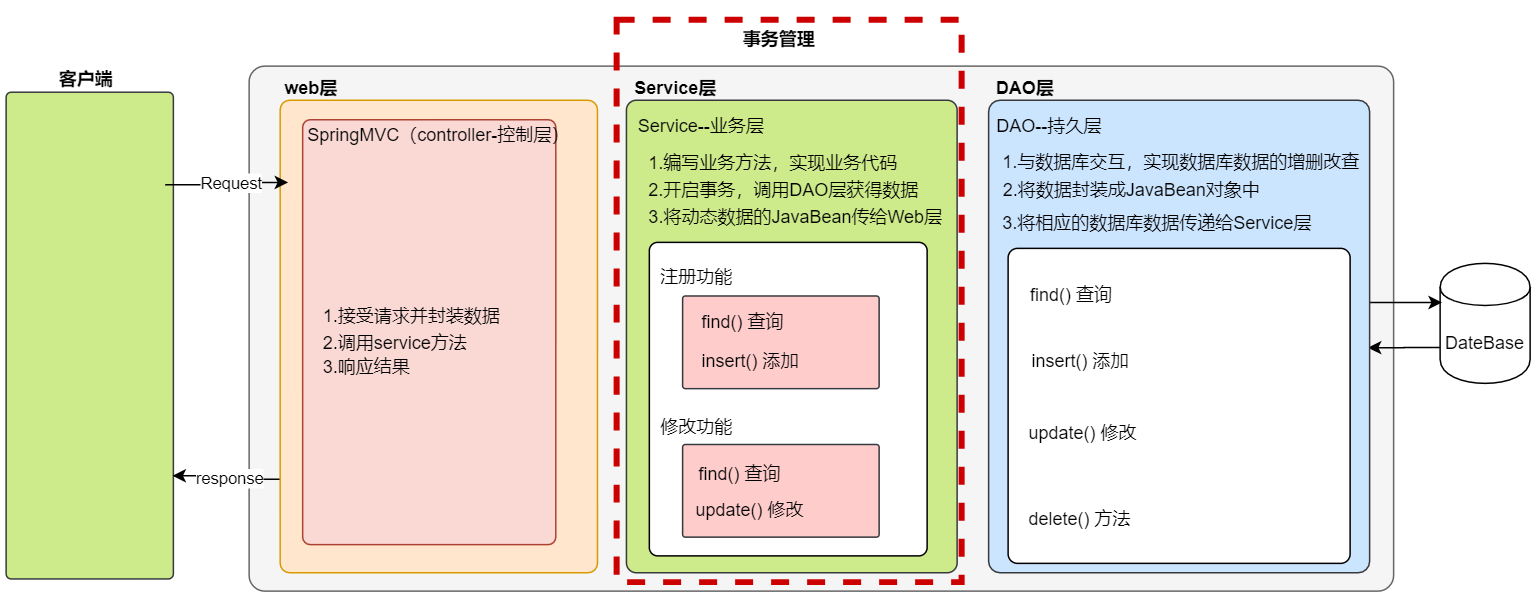 事务管理
客户端
Request
response
web层
SpringMVC（controller-控制层）
1.接受请求并封装数据
2.调用service方法
3.响应结果
Service层
Service--业务层
1.编写业务方法，实现业务代码
2.开启事务，调用DAO层获得数据
3.将动态数据的JavaBean传给Web层
注册功能
find() 查询
insert() 添加
修改功能
find() 查询
update() 修改
DAO层
DAO--持久层
1.与数据库交互，实现数据库数据的增删改查
2.将数据封装成JavaBean对象中
3.将相应的数据库数据传递给Service层
find() 查询
insert() 添加
update() 修改
delete() 方法
DateBase